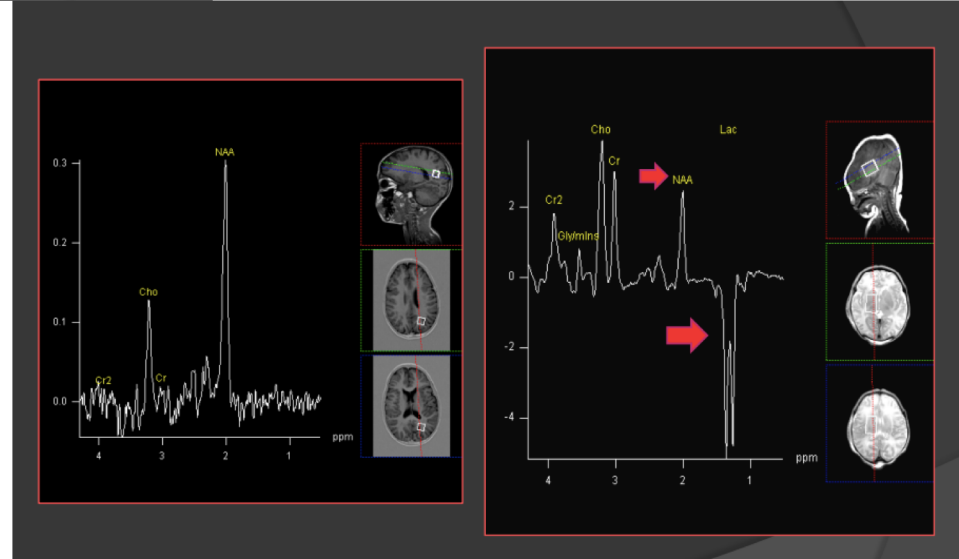 NAA
0.3
0.2
Cho
0.1
Cr2
Cr
0.0
ppm
4 3 2 1
Cho
Lac
Cr
NAA
Cr2
2
Gly/mIns
0
-2
-4
ppm
4 3 2 1